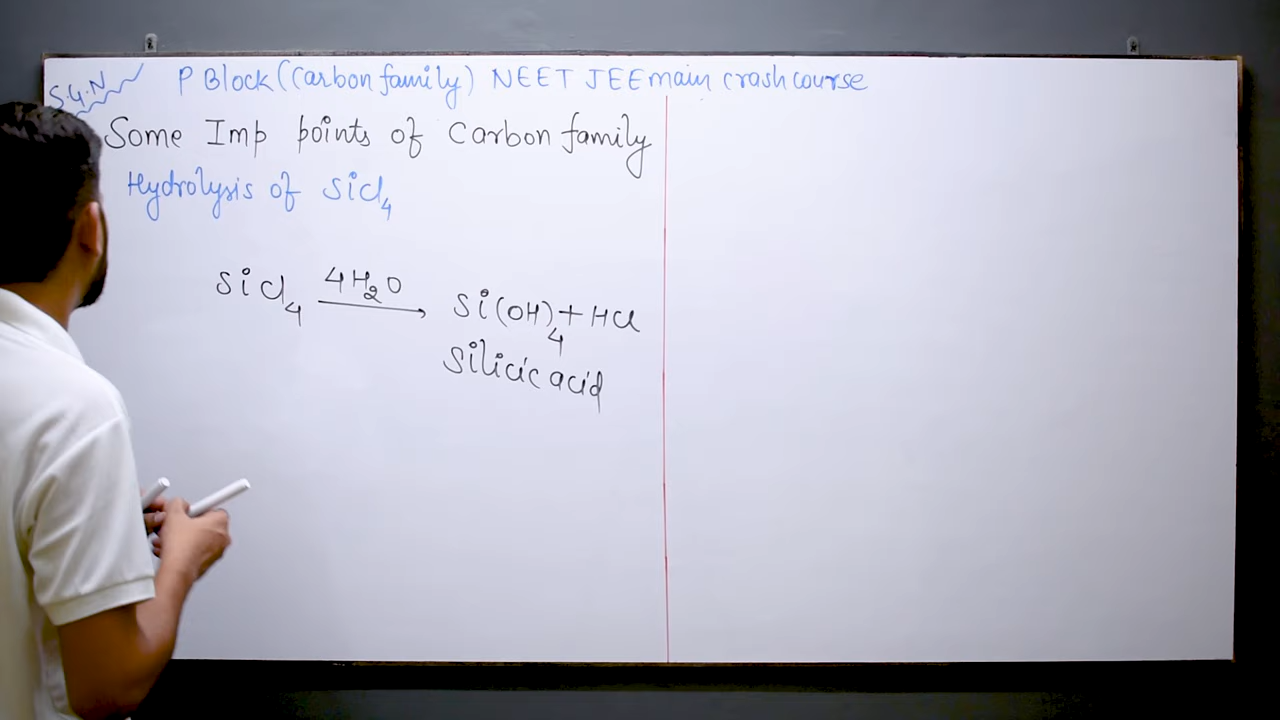 S.G.N P Block (Carbon family) NEET JEE main crash course
Some Imp points of Carbon family
Hydrolysis of SiCl4
SiCl4 4H2O → Si(OH)4 + HCl
Silicic acid